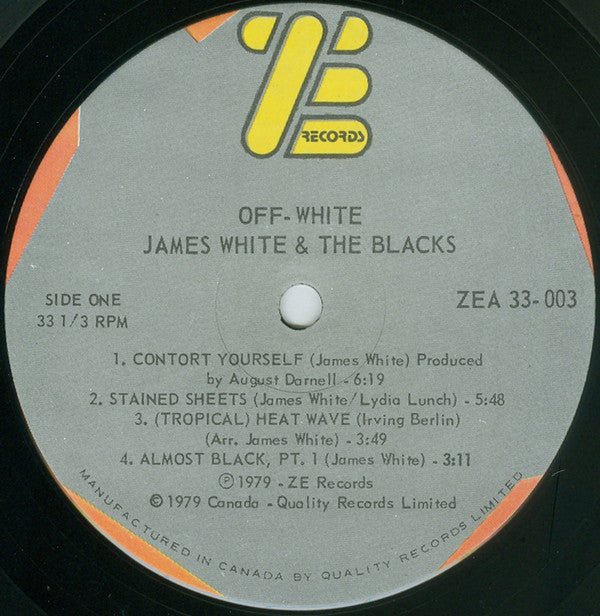 ZE
RECORDS
OFF-WHITE
JAMES WHITE & THE BLACKS
SIDE ONE
33 1/3 RPM
ZEA 33-003
1. CONTORT YOURSELF (James White) Produced
by August Darnell - 6:19
2. STAINED SHEETS (James White/Lydia Lunch) - 5:48
3. (TROPICAL) HEAT WAVE (Irving Berlin)
(Arr. James White) - 3:49
4. ALMOST BLACK, PT. 1 (James White) - 3:11
℗ 1979 - ZE Records
© 1979 Canada - Quality Records Limited
MANUFACTURED IN CANADA BY QUALITY RECORDS LIMITED